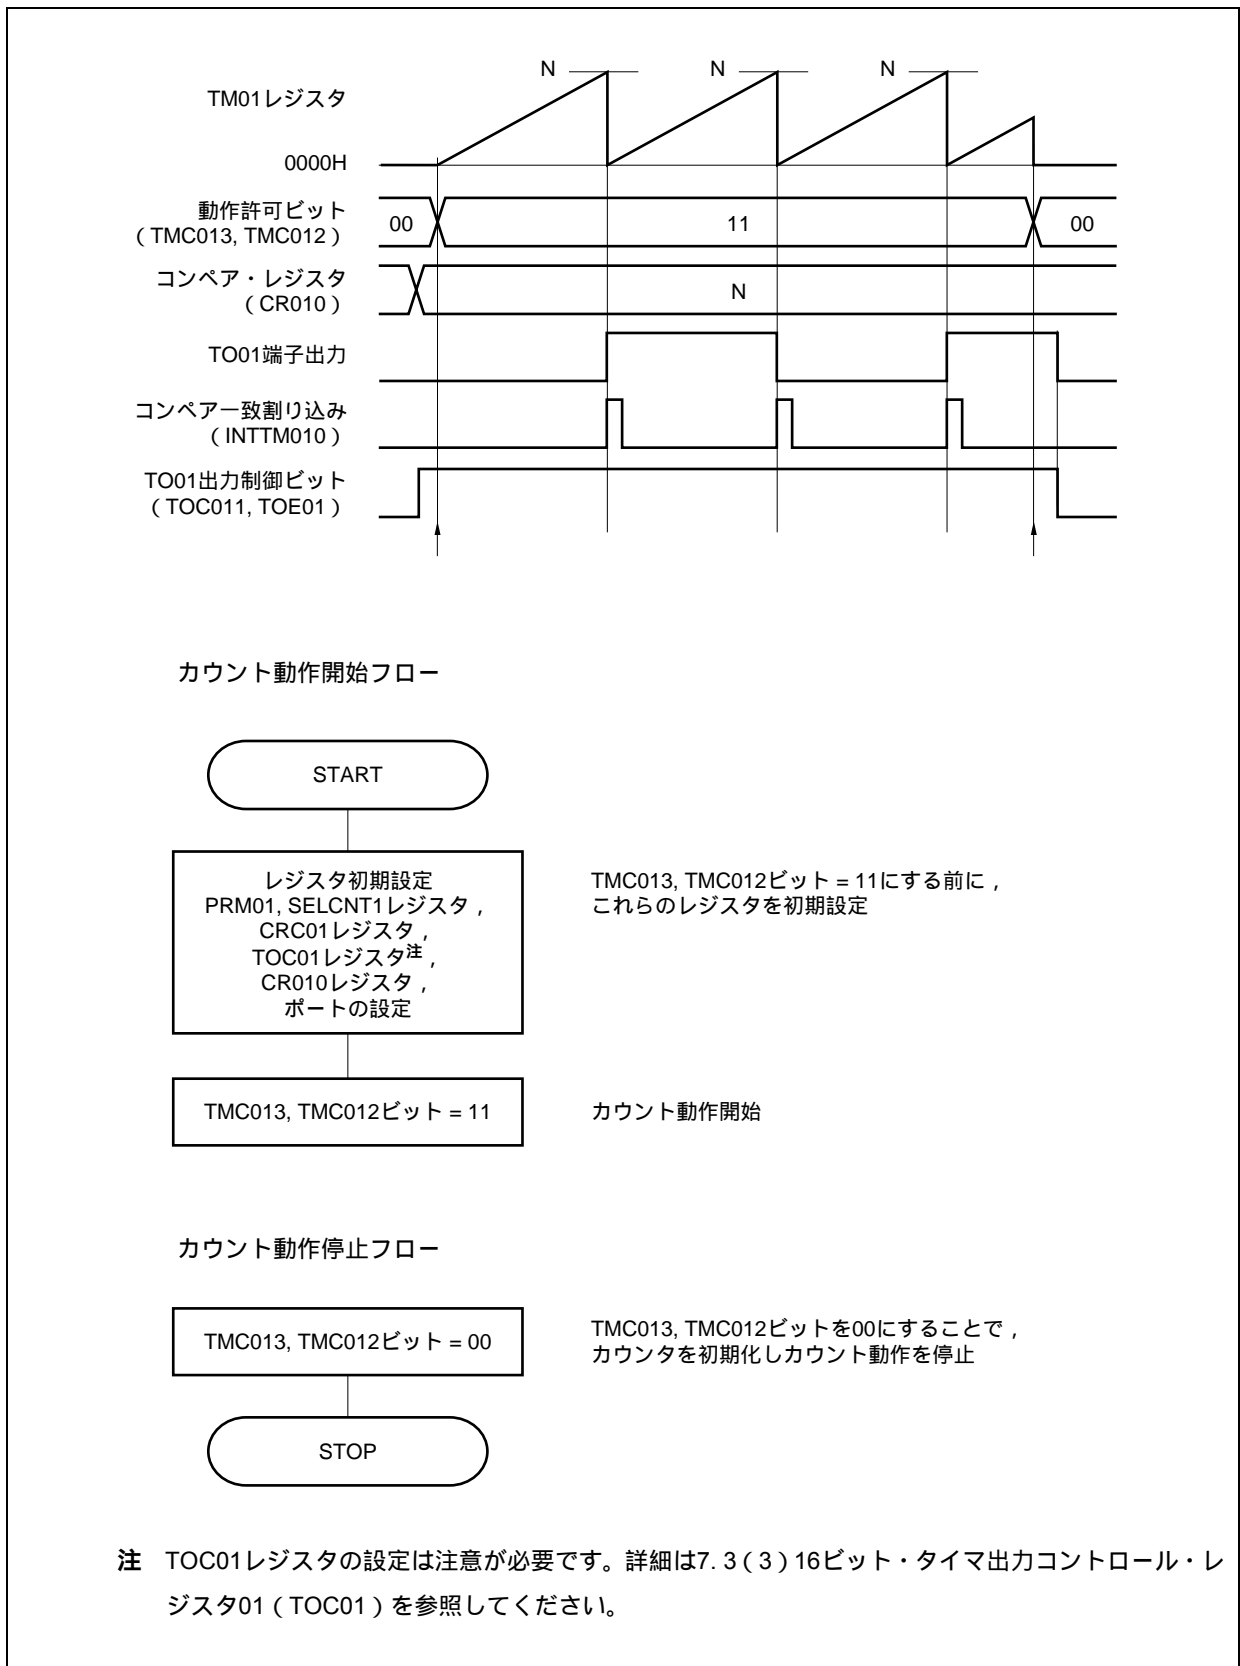 N N N
TM01レジスタ
0000H
動作許可ビット
（TMC013, TMC012）
00 11 00
コンペア・レジスタ
（CR010）
N
TO01端子出力
コンペア一致割り込み
（INTTM010）
TO01出力制御ビット
（TOC011, TOE01）
カウント動作開始フロー
START
レジスタ初期設定
PRM01, SELCNT1レジスタ，
CRC01レジスタ，
TOC01レジスタ注，
CR010レジスタ，
ポートの設定
TMC013, TMC012ビット = 11にする前に，
これらのレジスタを初期設定
TMC013, TMC012ビット = 11
カウント動作開始
カウント動作停止フロー
TMC013, TMC012ビット = 00
TMC013, TMC012ビットを00にすることで，
カウンタを初期化しカウント動作を停止
STOP
注 TOC01レジスタの設定は注意が必要です。詳細は7. 3（3）16ビット・タイマ出力コントロール・レ
ジスタ01（TOC01）を参照してください。